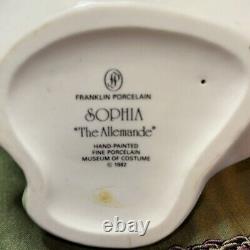 FRANKLIN PORCELAIN
SOPHIA
"The Allemande"
HAND-PAINTED
FINE PORCELAIN
MUSEUM OF COSTUME
© 1982